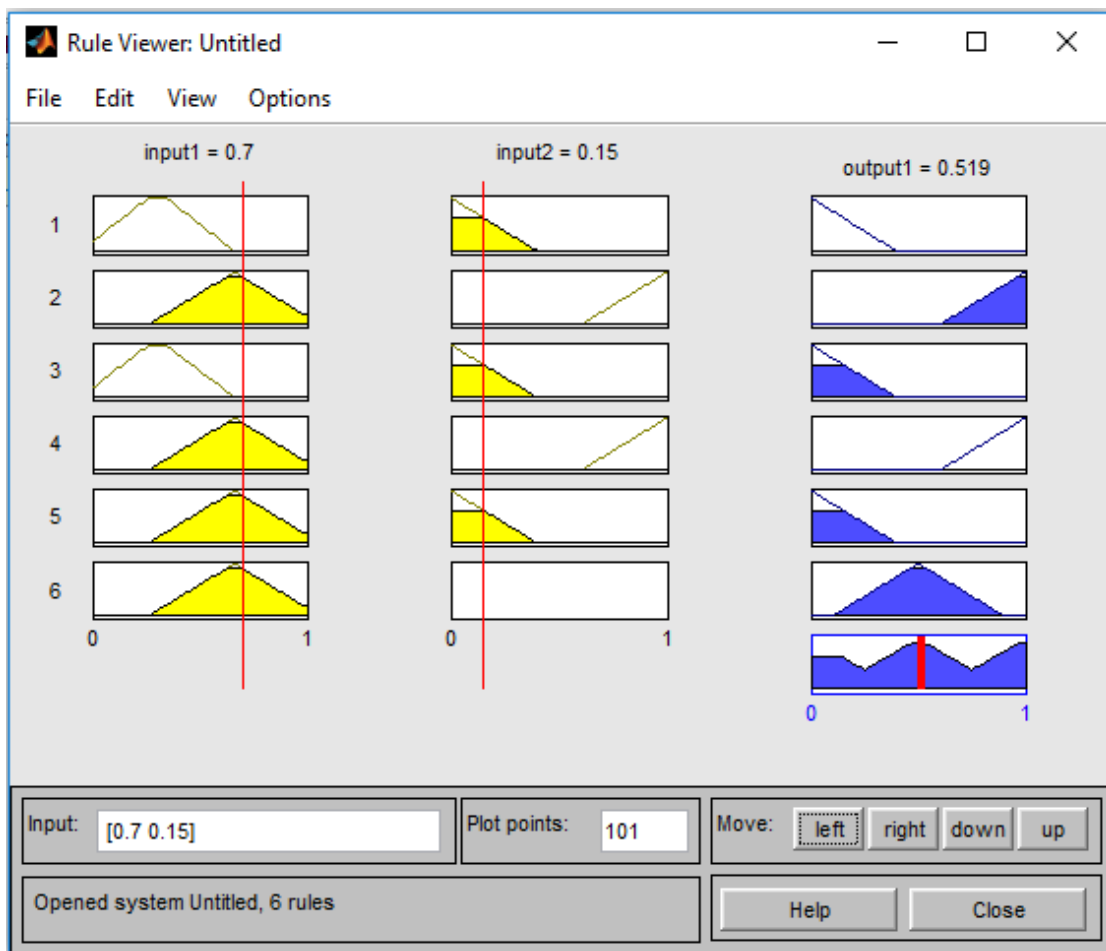 Rule Viewer: Untitled
File Edit View Options
input1 = 0.7 input2 = 0.15 output1 = 0.519
1
2
3
4
5
6
0 1 0 1
0 1
Input: [0.7 0.15] Plot points: 101 Move: left right down up
Opened system Untitled, 6 rules Help Close